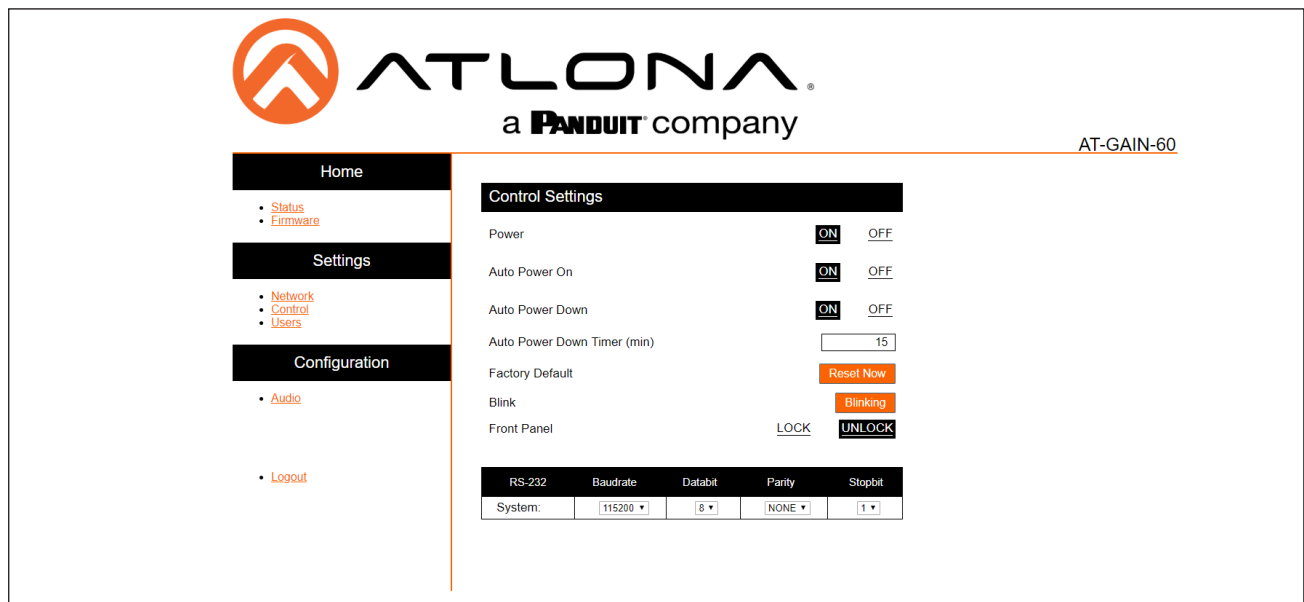 ATLONA®
a PANDUIT® company
AT-GAIN-60
Home
Status
Firmware
Settings
Network
Control
Users
Configuration
Audio
Logout
Control Settings
Power ON OFF
Auto Power On ON OFF
Auto Power Down ON OFF
Auto Power Down Timer (min) 15
Factory Default Reset Now
Blink Blinking
Front Panel LOCK UNLOCK
RS-232 Baudrate Databit Parity Stopbit
System: 115200 8 NONE 1